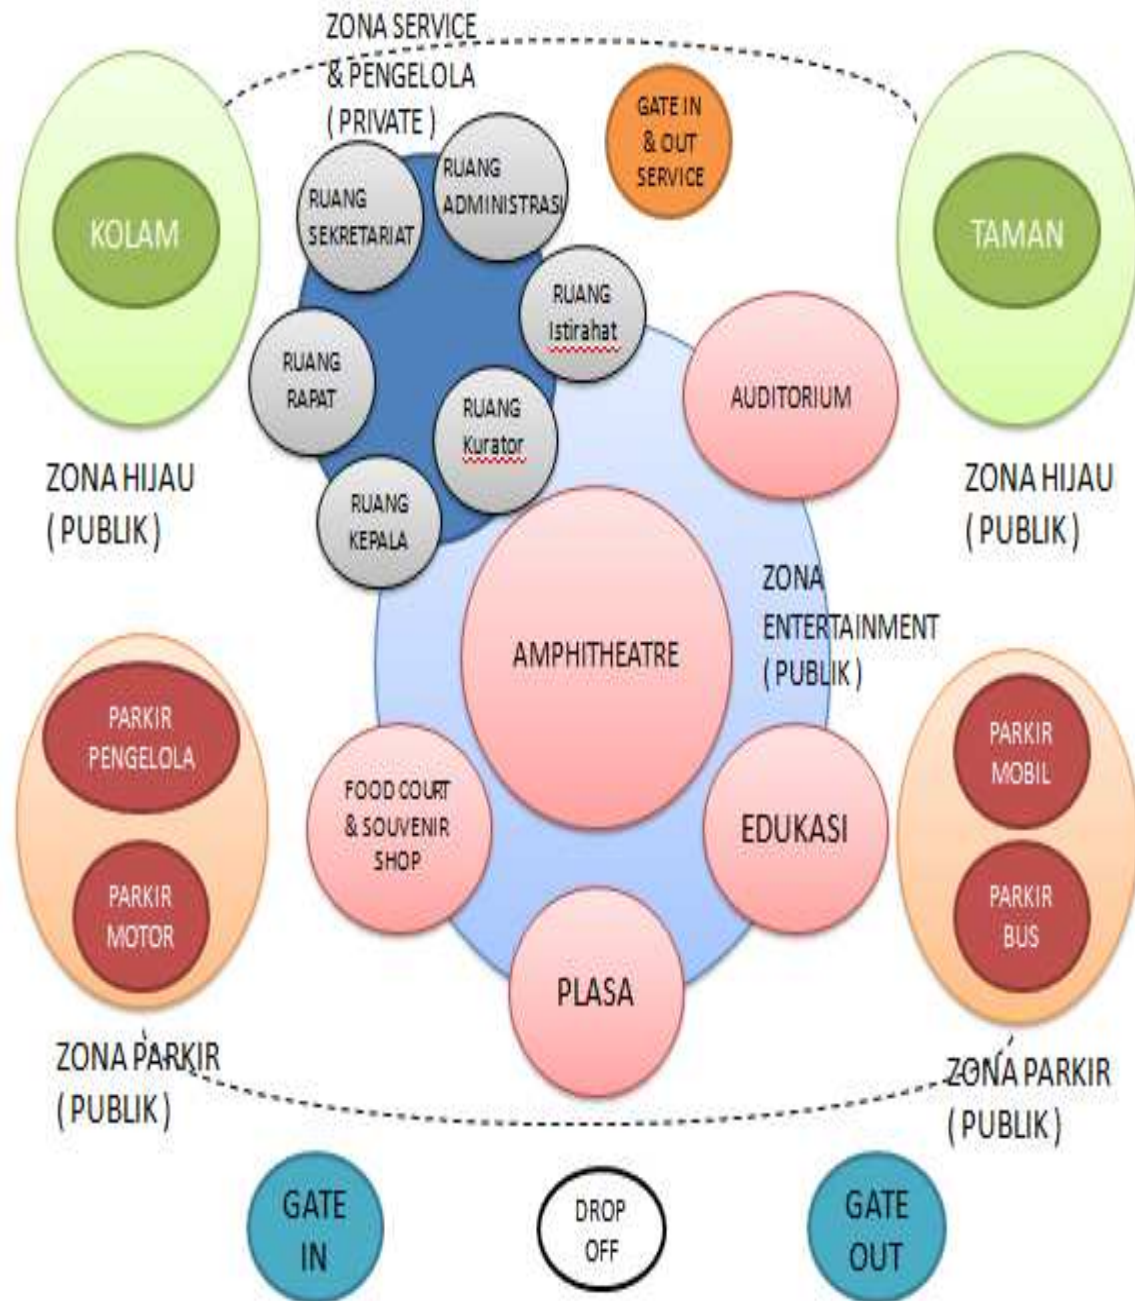 ZONA SERVICE
& PENGELOLA
( PRIVATE )
GATE IN
& OUT
SERVICE
KOLAM
RUANG
SEKRETARIAT
RUANG
ADMINISTRASI
TAMAN
RUANG
Istirahat
RUANG
RAPAT
RUANG
Kurator
AUDITORIUM
RUANG
KEPALA
ZONA HIJAU
( PUBLIK )
ZONA HIJAU
( PUBLIK )
ZONA
ENTERTAINMENT
( PUBLIK )
AMPHITHEATRE
PARKIR
PENGELOLA
PARKIR
MOTOR
FOOD COURT
& SOUVENIR
SHOP
EDUKASI
PARKIR
MOBIL
PARKIR
BUS
PLASA
ZONA PARKIR
( PUBLIK )
ZONA PARKIR
( PUBLIK )
GATE
IN
DROP
OFF
GATE
OUT